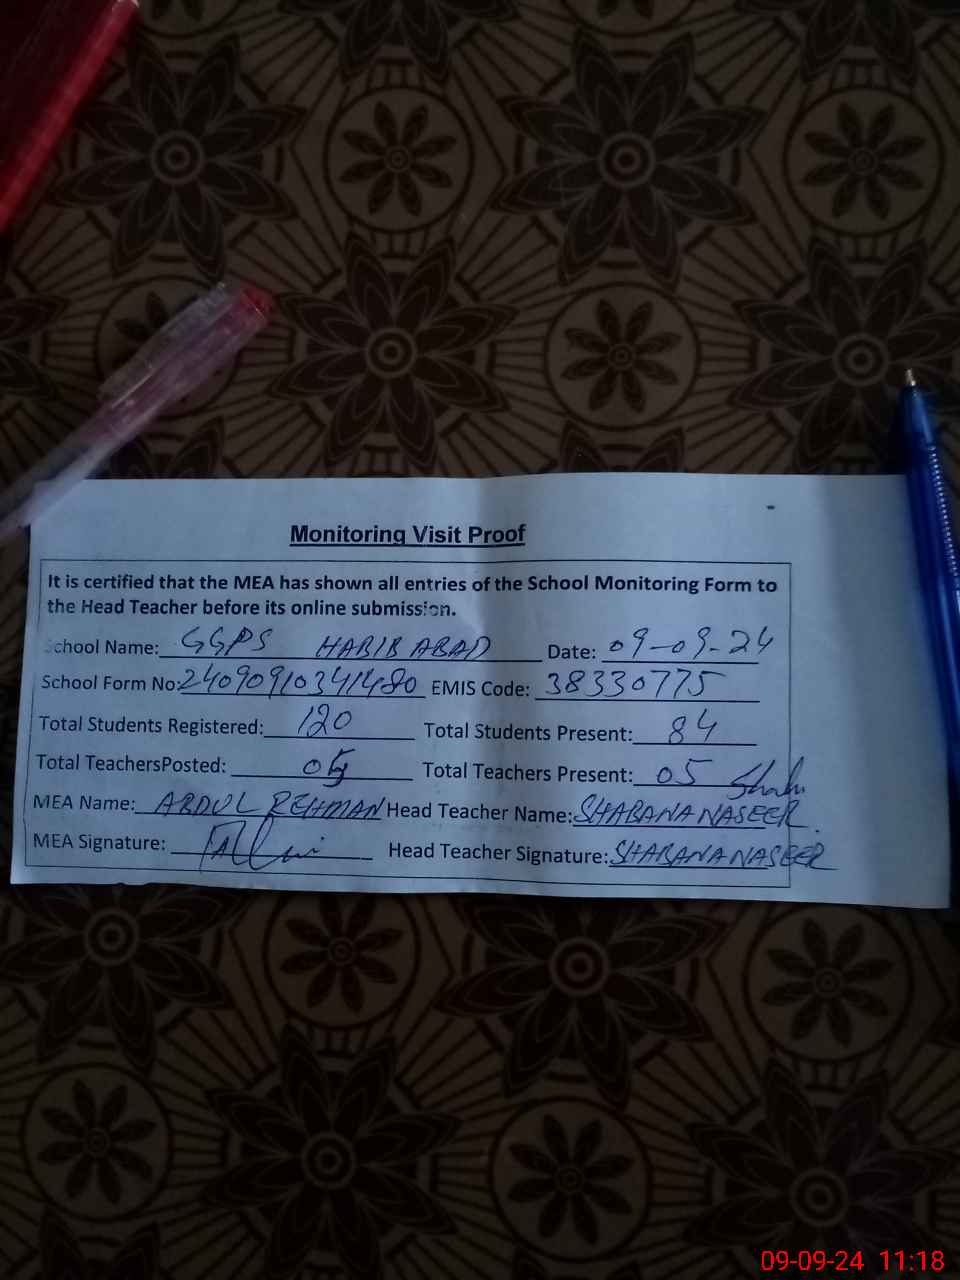 Monitoring Visit Proof
It is certified that the MEA has shown all entries of the School Monitoring Form to
the Head Teacher before its online submission.
School Name: GGPS HABIB ABAD Date: 09-09-24
School Form No: 24090910341480 EMIS Code: 38330775
Total Students Registered: 120 Total Students Present: 84
Total TeachersPosted: 05 Total Teachers Present: 05
MEA Name: ABDUL REHMAN Head Teacher Name: SHABANA NASEER.
MEA Signature: Head Teacher Signature: SHABANA NASEER
09-09-24 11:18